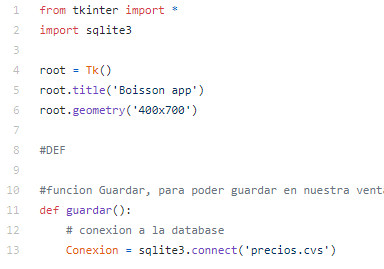 1 from tkinter import *
2 import sqlite3
3
4 root = Tk()
5 root.title('Boisson app')
6 root.geometry('400x700')
7
8 #DEF
9
10 #funcion Guardar, para poder guardar en nuestra vent
11 def guardar():
12 # conexion a la database
13 Conexion = sqlite3.connect('precios.cvs')